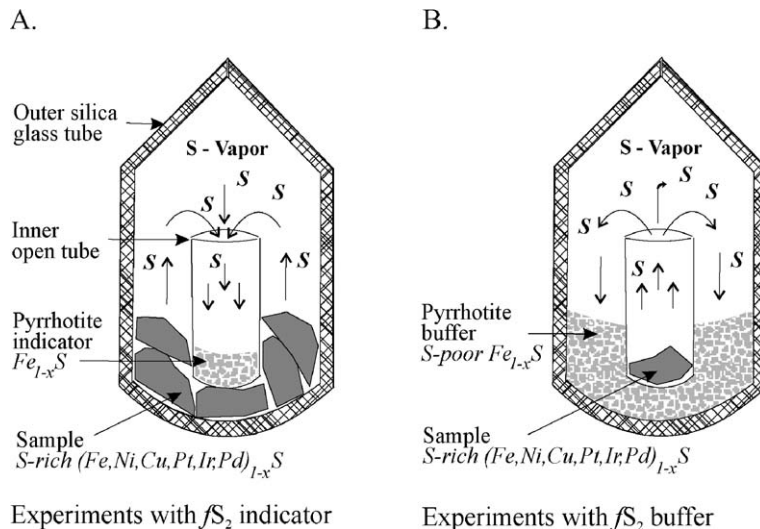 A.
Outer silica
glass tube
S - Vapor
S
S
S
Inner
open tube
S
S
S
Pyrrhotite
indicator
Fe1-xS
Sample
S-rich (Fe,Ni,Cu,Pt,Ir,Pd)1-xS
Experiments with fS2 indicator
B.
S - Vapor
S
S
S
S
S
S
Pyrrhotite
buffer
S-poor Fe1-xS
Sample
S-rich (Fe,Ni,Cu,Pt,Ir,Pd)1-xS
Experiments with fS2 buffer